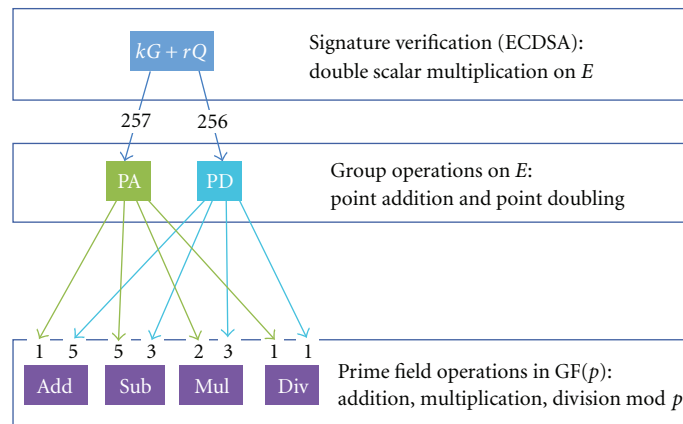 kG + rQ
Signature verification (ECDSA):
double scalar multiplication on E
257 256
PA PD
Group operations on E:
point addition and point doubling
1 5 5 3 2 3 1 1
Add Sub Mul Div
Prime field operations in GF(p):
addition, multiplication, division mod p